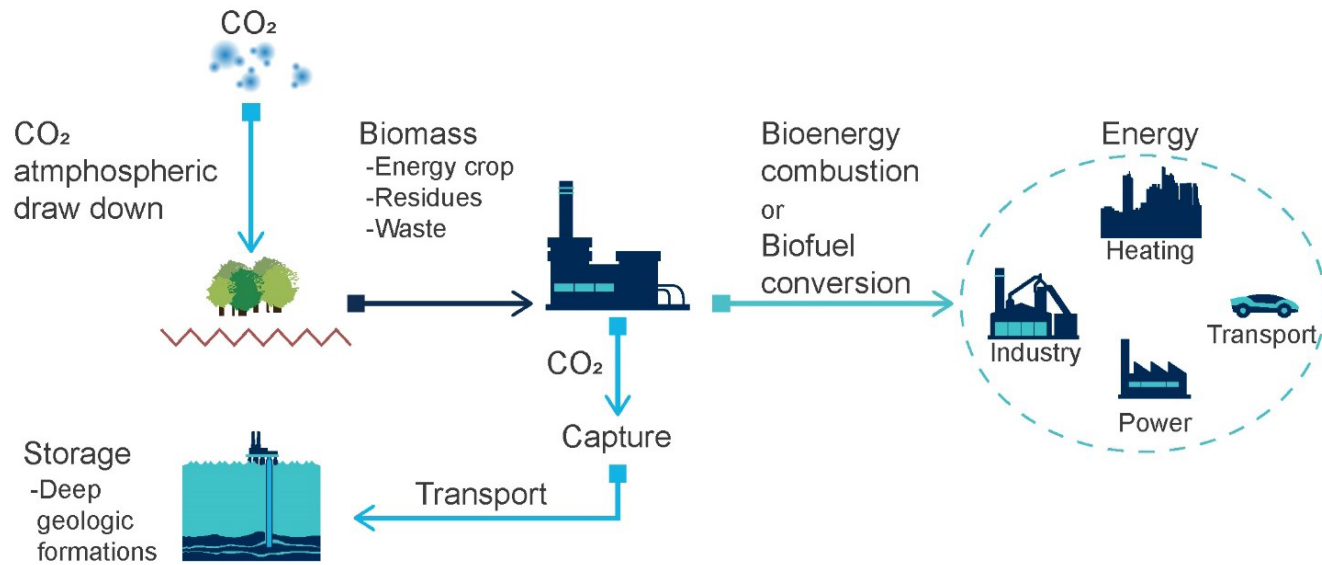 CO₂
CO₂
atmphospheric
draw down
Biomass
-Energy crop
-Residues
-Waste
Bioenergy
combustion
or
Biofuel
conversion
Energy
Heating
Industry
Transport
Power
CO₂
Capture
Transport
Storage
-Deep
geologic
formations